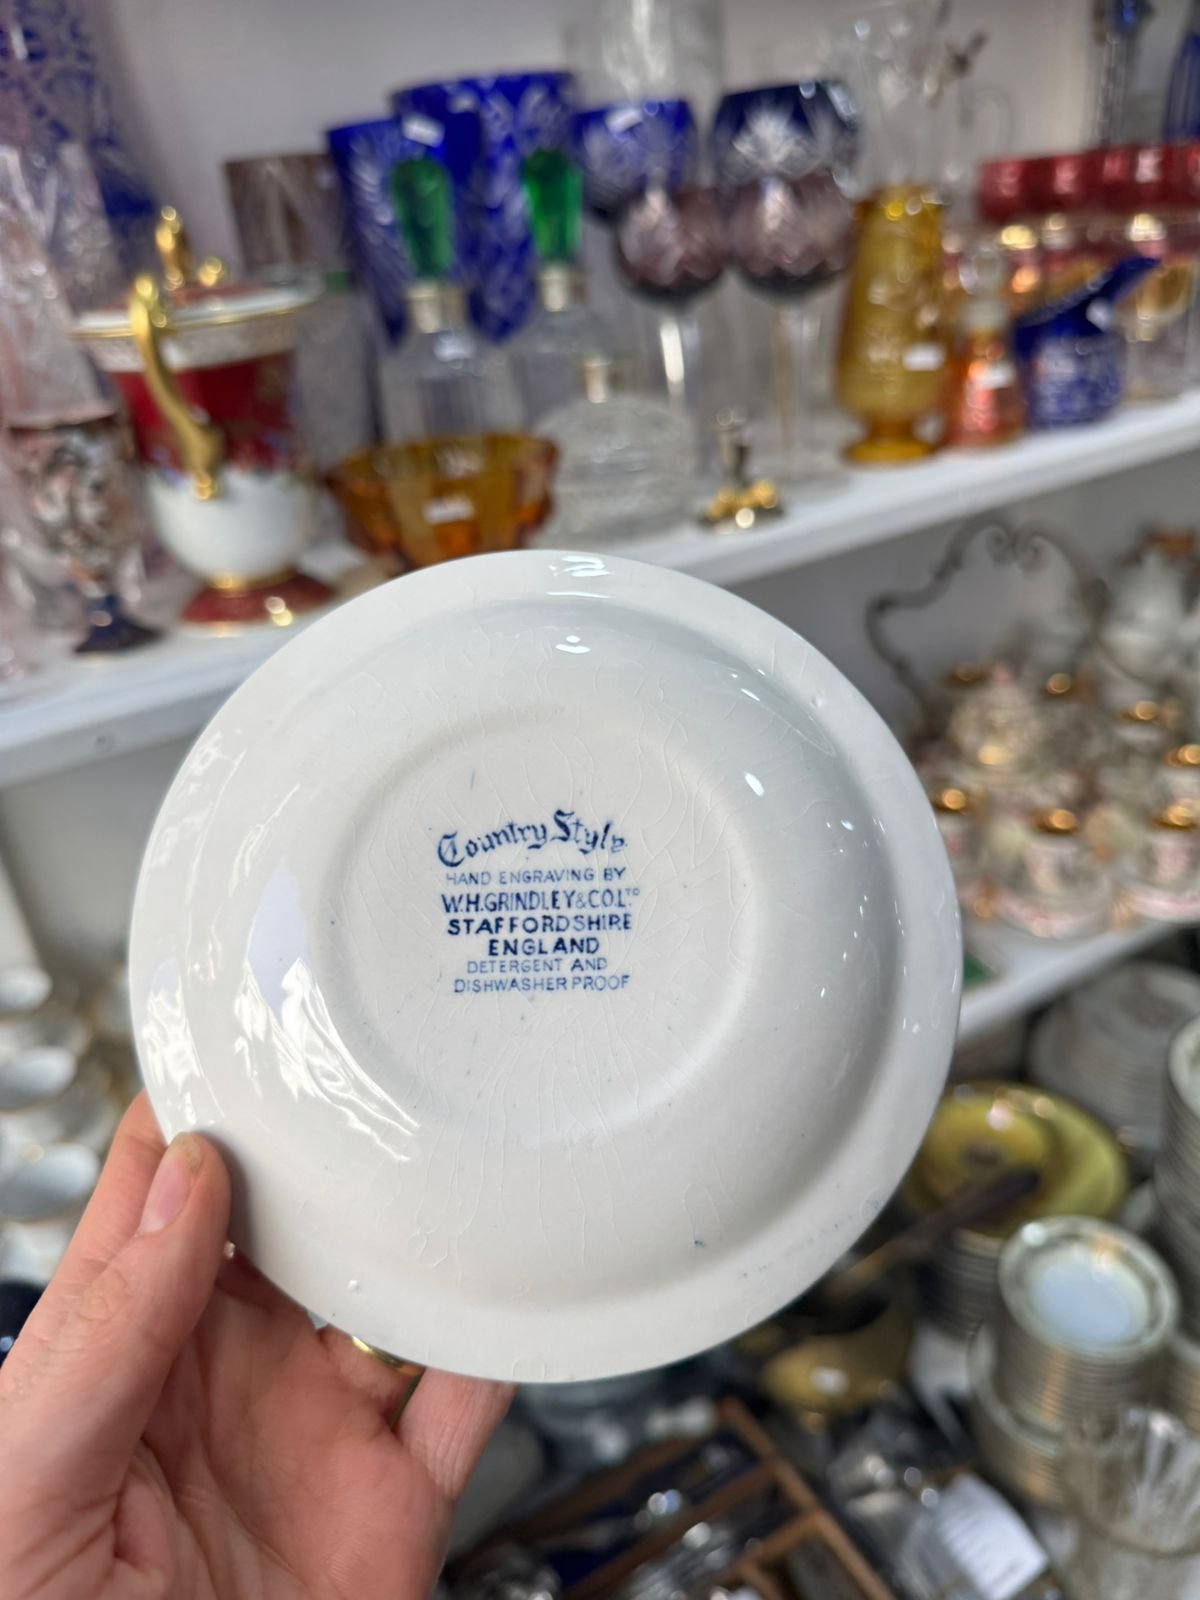 Country Style
HAND ENGRAVING BY
W.H.GRINDLEY&CO.LTD
STAFFORDSHIRE
ENGLAND
DETERGENT AND
DISHWASHER PROOF